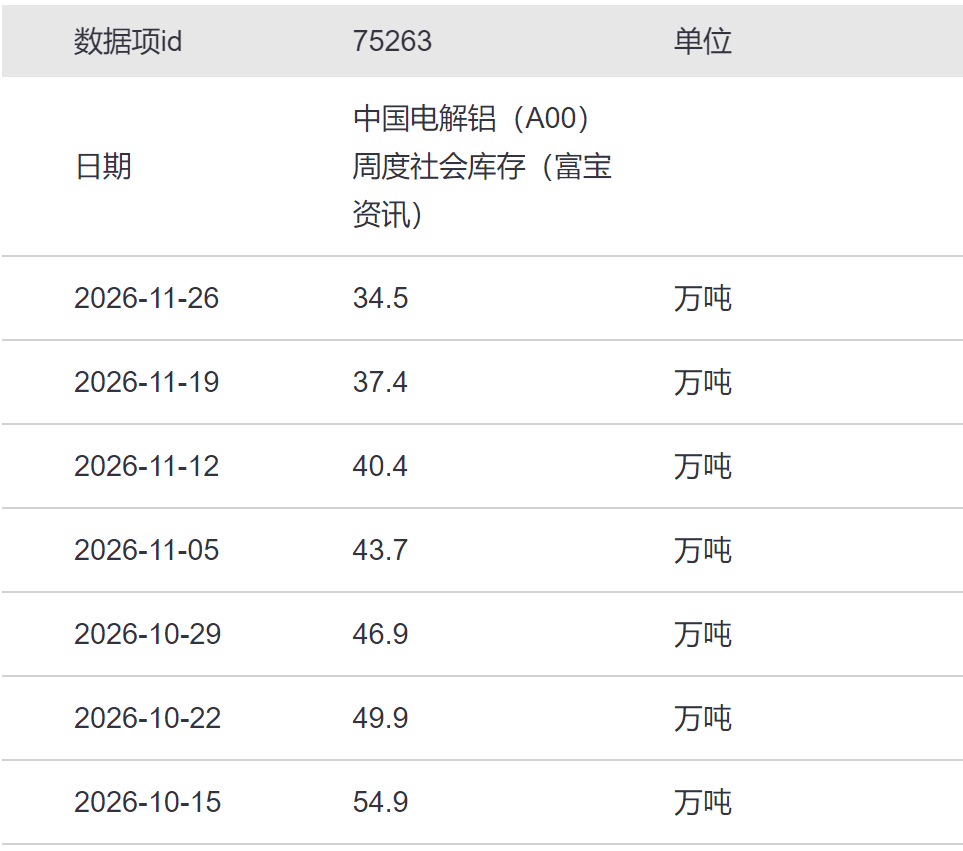 数据项id 75263 单位
日期 中国电解铝（A00）
周度社会库存（富宝
资讯）
2026-11-26 34.5 万吨
2026-11-19 37.4 万吨
2026-11-12 40.4 万吨
2026-11-05 43.7 万吨
2026-10-29 46.9 万吨
2026-10-22 49.9 万吨
2026-10-15 54.9 万吨